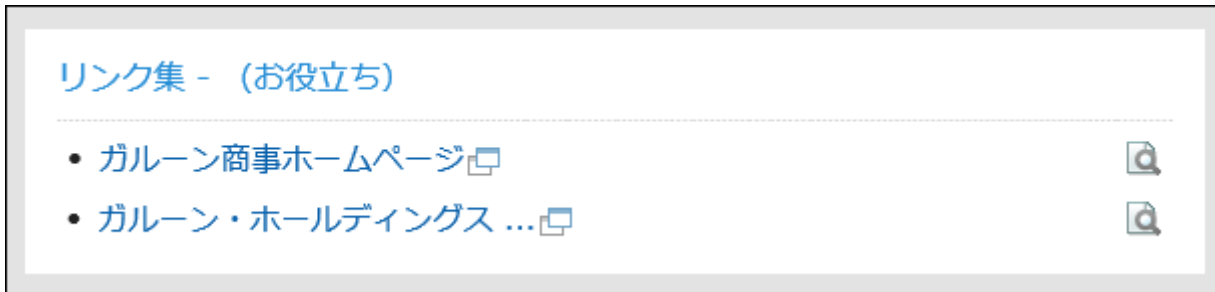 リンク集 - （お役立ち）
• ガルーン商事ホームページ
• ガルーン・ホールディングス ...